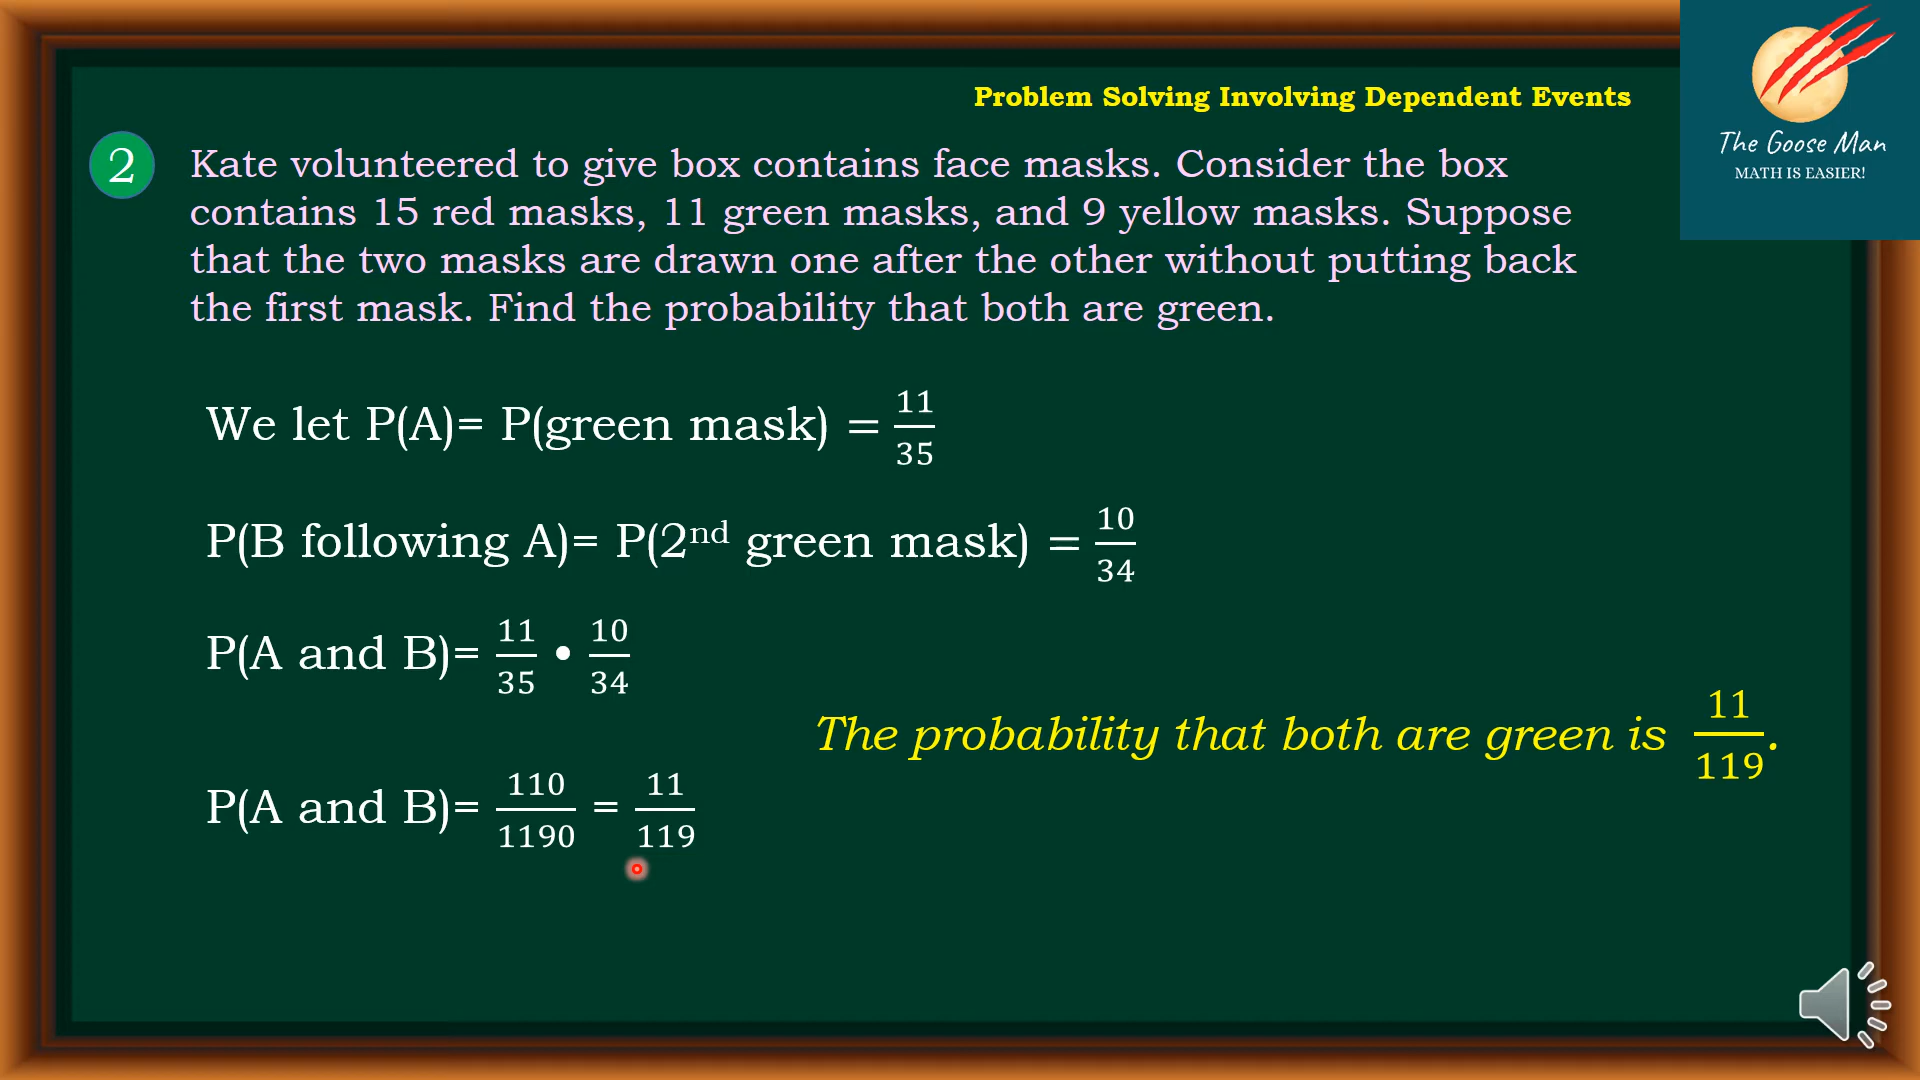 Problem Solving Involving Dependent Events
The Goose Man
MATH IS EASIER!
2
Kate volunteered to give box contains face masks. Consider the box
contains 15 red masks, 11 green masks, and 9 yellow masks. Suppose
that the two masks are drawn one after the other without putting back
the first mask. Find the probability that both are green.
We let P(A)= P(green mask) = 11/35
P(B following A)= P(2nd green mask) = 10/34
P(A and B)= 11/35 • 10/34
The probability that both are green is 11/119.
P(A and B)= 110/1190 = 11/119